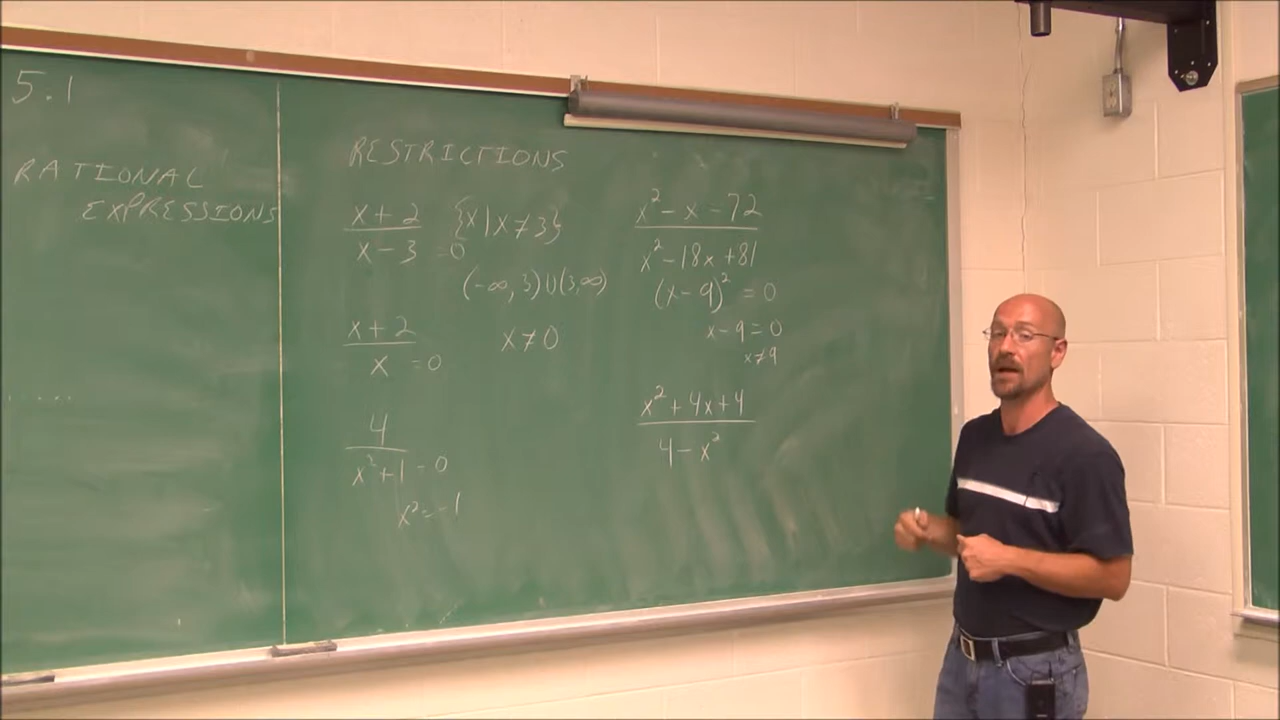 5.1
RATIONAL
EXPRESSIONS
RESTRICTIONS
x+2
x-3 =0
{x|x≠3}
(-∞, 3)∪(3,∞)
x+2
x =0
x≠0
4
x²+1=0
x²=-1
x²-x-72
x²-18x+81
(x-9)² =0
x-9=0
x≠9
x²+4x+4
4-x²